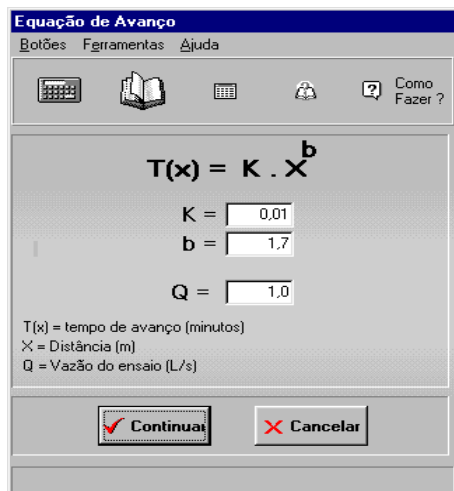 Equação de Avanço
Botões Ferramentas Ajuda
Como
Fazer ?
T(x) = K . X^b
K = 0,01
b = 1,7
Q = 1,0
T(x) = tempo de avanço (minutos)
X = Distância (m)
Q = Vazão do ensaio (L/s)
Continuar
Cancelar